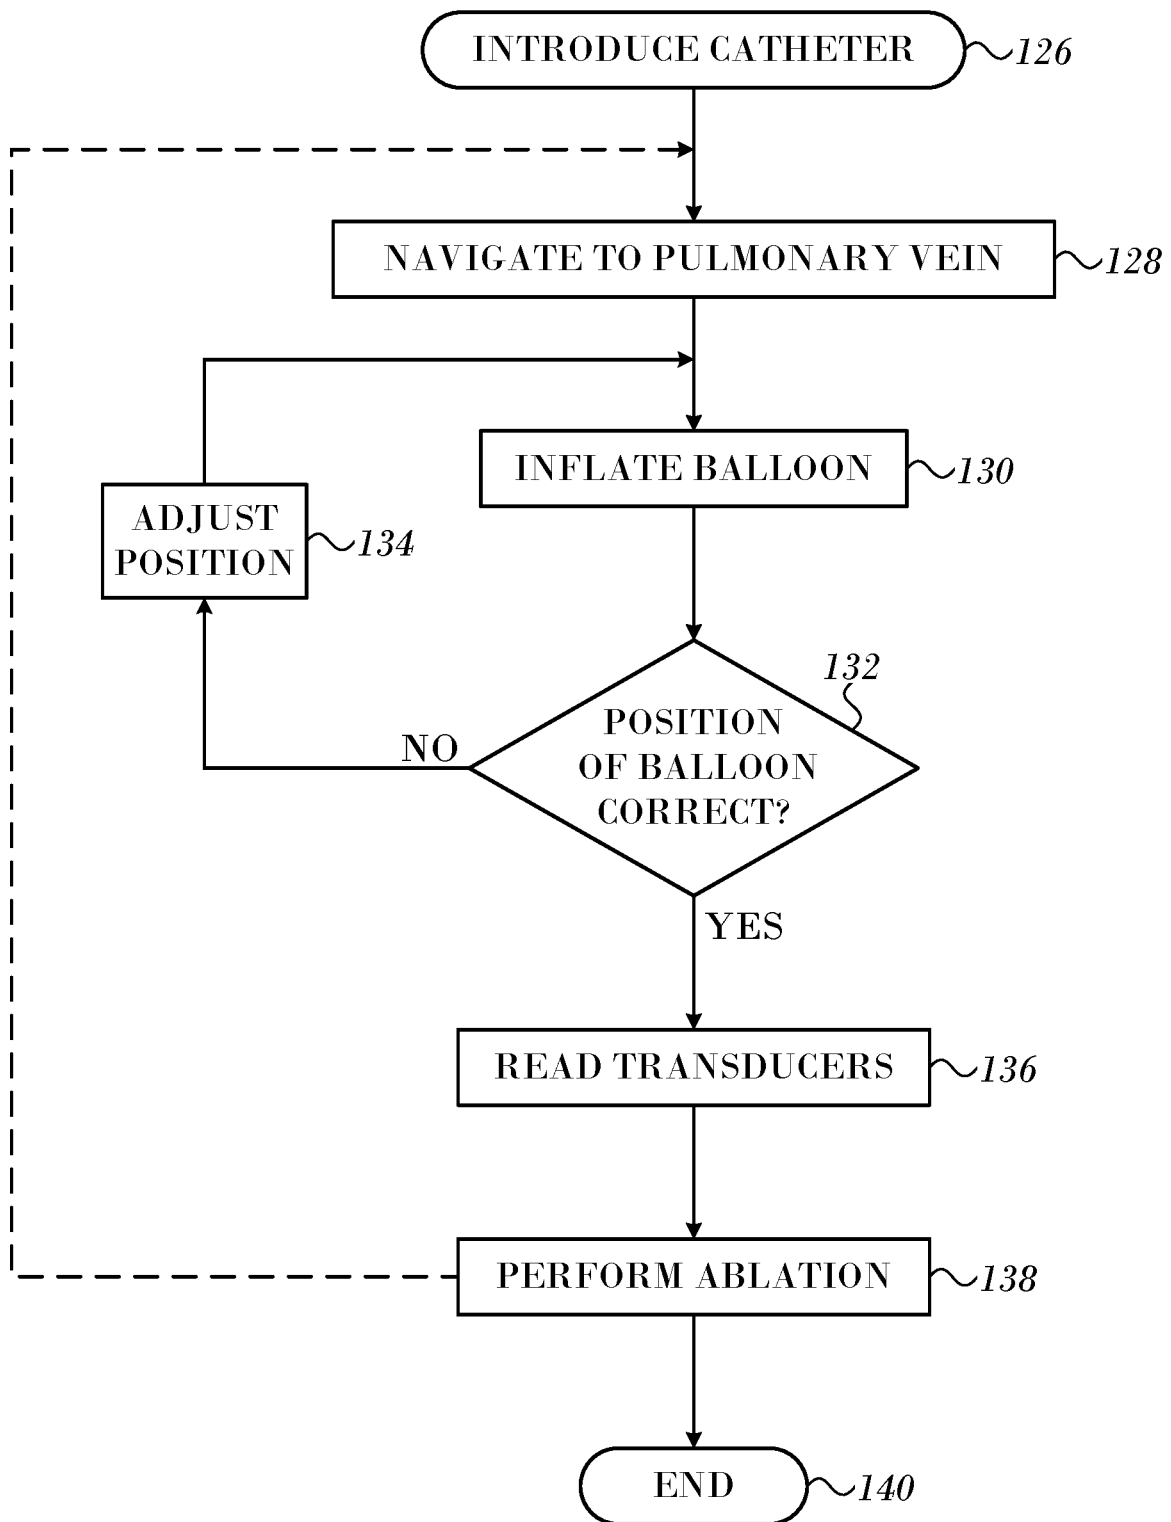 INTRODUCE CATHETER
126
NAVIGATE TO PULMONARY VEIN
128
INFLATE BALLOON
130
ADJUST
POSITION
134
132
POSITION
OF BALLOON
CORRECT?
NO
YES
READ TRANSDUCERS
136
PERFORM ABLATION
138
END
140